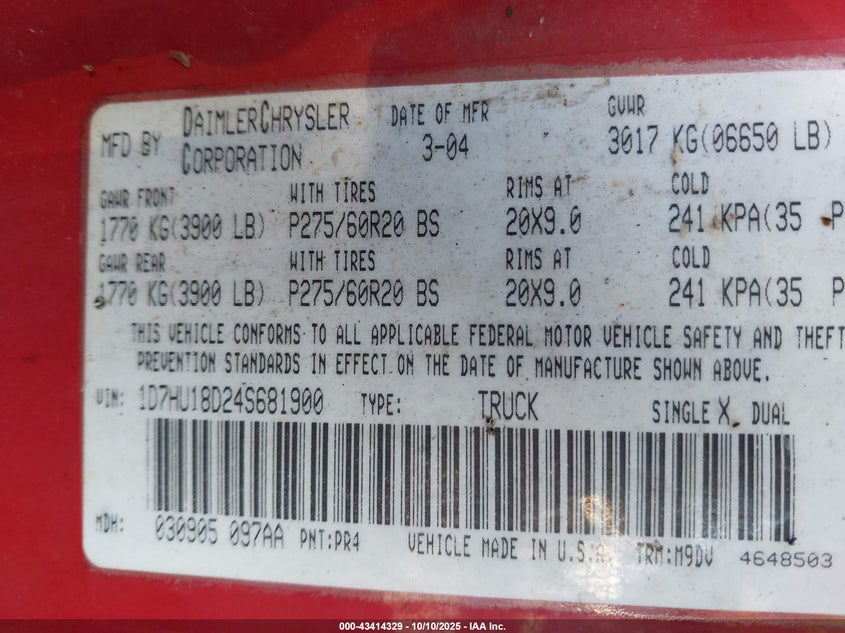 MFD BY DAIMLERCHRYSLER CORPORATION DATE OF MFR 3-04 GVWR 3017 KG(06650 LB)
GAWR FRONT WITH TIRES RIMS AT COLD
1770 KG(3900 LB) P275/60R20 BS 20X9.0 241 KPA(35 P
GAWR REAR WITH TIRES RIMS AT COLD
1770 KG(3900 LB) P275/60R20 BS 20X9.0 241 KPA(35 P
THIS VEHICLE CONFORMS TO ALL APPLICABLE FEDERAL MOTOR VEHICLE SAFETY AND THEFT
PREVENTION STANDARDS IN EFFECT ON THE DATE OF MANUFACTURE SHOWN ABOVE.
VIN: 1D7HU18D24S681900 TYPE: TRUCK SINGLE X DUAL
MDH: 030905 097AA PNT:PR4 VEHICLE MADE IN U.S.A. TRM:M9DV 4648503
000-43414329 - 10/10/2025 - IAA Inc.